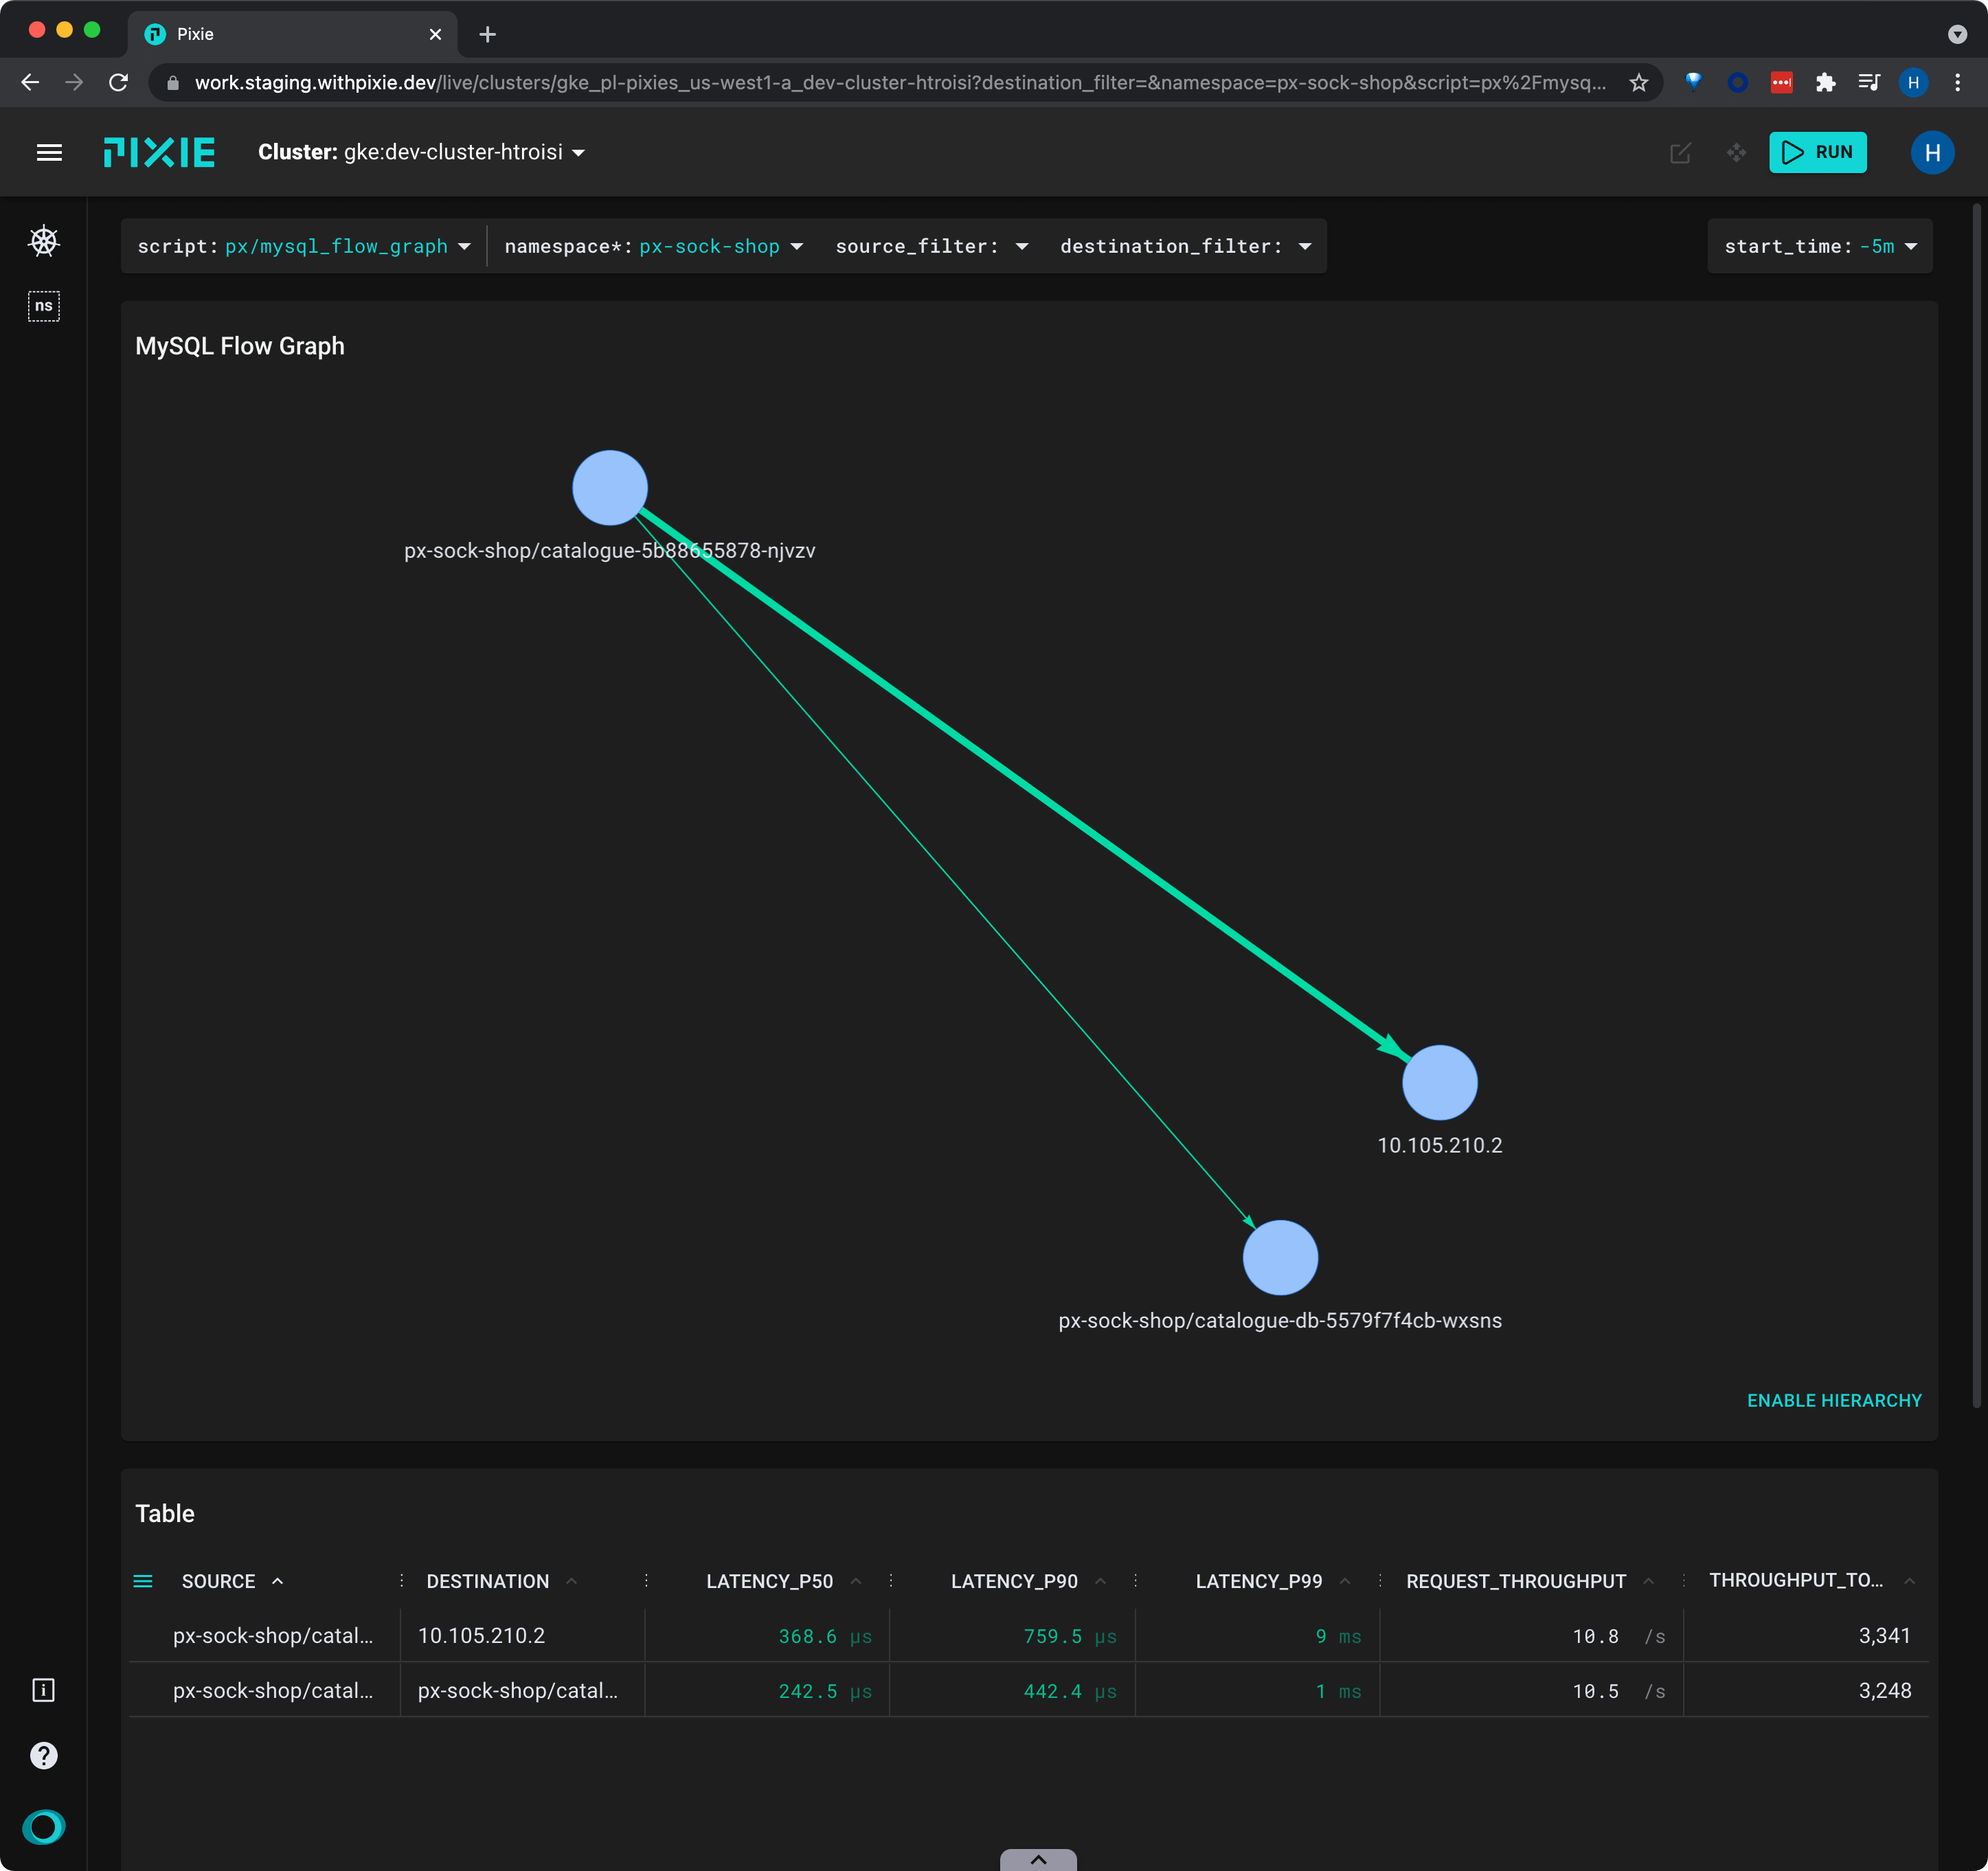 Pixie
work.staging.withpixie.dev/live/clusters/gke_pl-pixies_us-west1-a_dev-cluster-htroisi?destination_filter=&namespace=px-sock-shop&script=px%2Fmysq...
H
PIXIE
Cluster: gke:dev-cluster-htroisi
RUN
H
script: px/mysql_flow_graph
namespace*: px-sock-shop
source_filter:
destination_filter:
start_time: -5m
ns
MySQL Flow Graph
px-sock-shop/catalogue-5b88655878-njvzv
10.105.210.2
px-sock-shop/catalogue-db-5579f7f4cb-wxsns
ENABLE HIERARCHY
Table
SOURCE DESTINATION LATENCY_P50 LATENCY_P90 LATENCY_P99 REQUEST_THROUGHPUT THROUGHPUT_TO...
px-sock-shop/catal... 10.105.210.2 368.6 µs 759.5 µs 9 ms 10.8 /s 3,341
px-sock-shop/catal... px-sock-shop/catal... 242.5 µs 442.4 µs 1 ms 10.5 /s 3,248